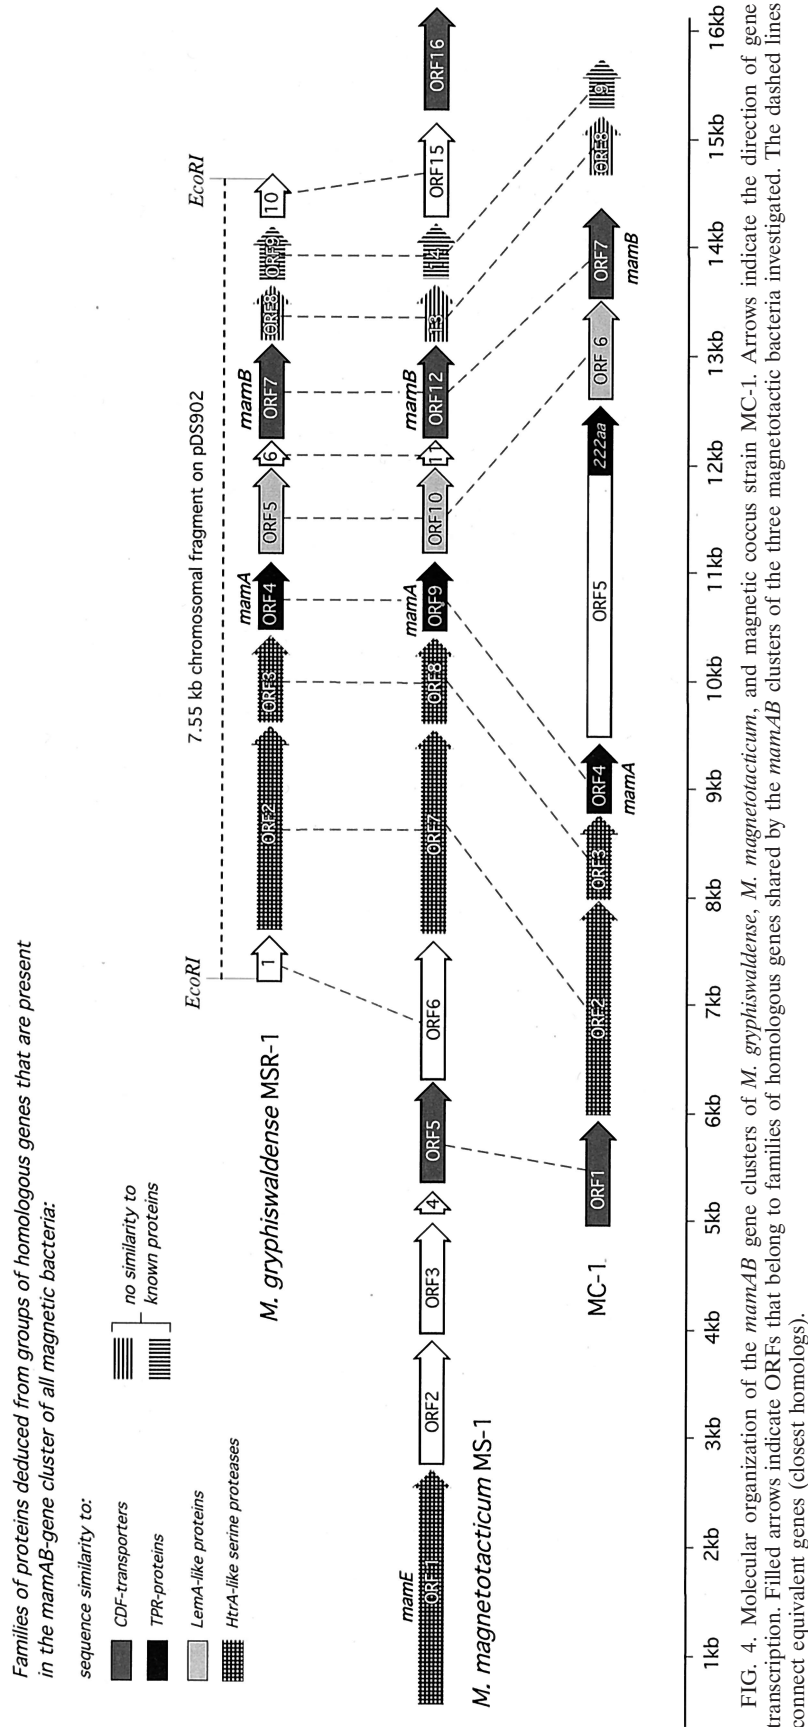 Families of proteins deduced from groups of homologous genes that are present
in the mamAB-gene cluster of all magnetic bacteria:
sequence similarity to:
CDF-transporters
TPR-proteins
LemA-like proteins
HtrA-like serine proteases
no similarity to
known proteins
EcoRI
7.55 kb chromosomal fragment on pDS902
EcoRI
mamA
mamB
1
ORF2
ORF3
ORF4
ORF5
6
ORF7
ORF8
ORF9
10
M. gryphiswaldense MSR-1
mamE
mamA
mamB
ORF1
ORF2
ORF3
4
ORF5
ORF6
ORF7
ORF8
ORF9
ORF10
11
ORF12
13
14
ORF15
ORF16
M. magnetotacticum MS-1
ORF1
ORF2
ORF3
ORF4
ORF5
222aa
ORF 6
ORF7
ORF8
9
MC-1
mamA
mamB
1kb
2kb
3kb
4kb
5kb
6kb
7kb
8kb
9kb
10kb
11kb
12kb
13kb
14kb
15kb
16kb
FIG. 4. Molecular organization of the mamAB gene clusters of M. gryphiswaldense, M. magnetotacticum, and magnetic coccus strain MC-1. Arrows indicate the direction of gene
transcription. Filled arrows indicate ORFs that belong to families of homologous genes shared by the mamAB clusters of the three magnetotactic bacteria investigated. The dashed lines
connect equivalent genes (closest homologs).